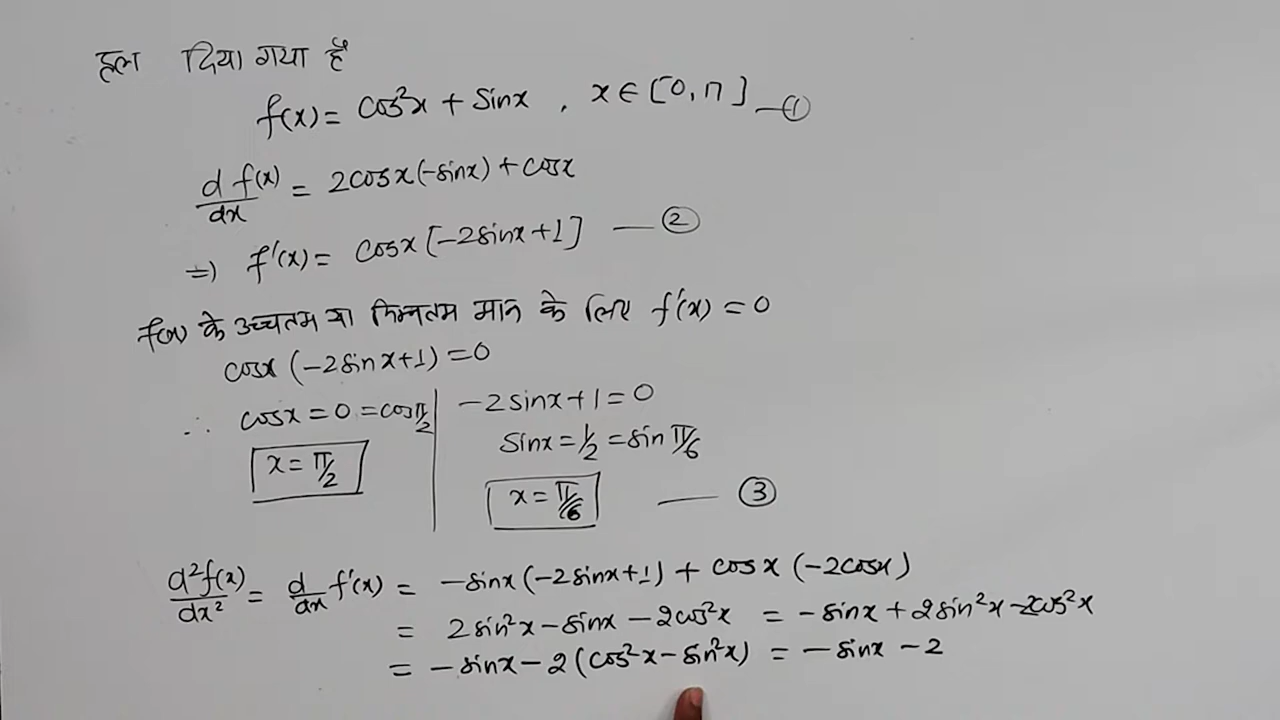 हल दिया गया है
f(x) = cos²x + sinx , x ∈ [0, π] —①
d f(x)/dx = 2cosx(-sinx) + cosx
=> f'(x) = cosx[-2sinx+1] —②
f(x) के उच्चतम या निम्नतम मान के लिए f'(x) = 0
cosx (-2sinx+1) = 0
∴ cosx = 0 = cosπ/2
x = π/2
-2sinx+1 = 0
sinx = 1/2 = sin π/6
x = π/6 —③
d²f(x)/dx² = d/dx f'(x) = -sinx(-2sinx+1) + cosx(-2cosx)
= 2sin²x - sinx - 2cos²x = -sinx + 2sin²x - 2cos²x
= -sinx - 2(cos²x - sin²x) = -sinx - 2